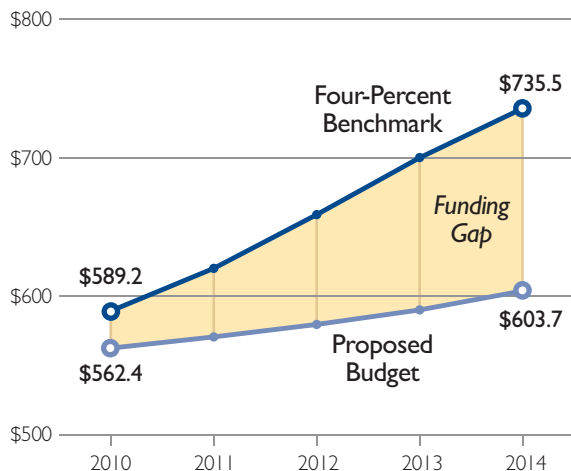 $800
$735.5
Four-Percent
Benchmark
$700
Funding
Gap
$589.2
$600
$603.7
Proposed
Budget
$562.4
$500
2010 2011 2012 2013 2014